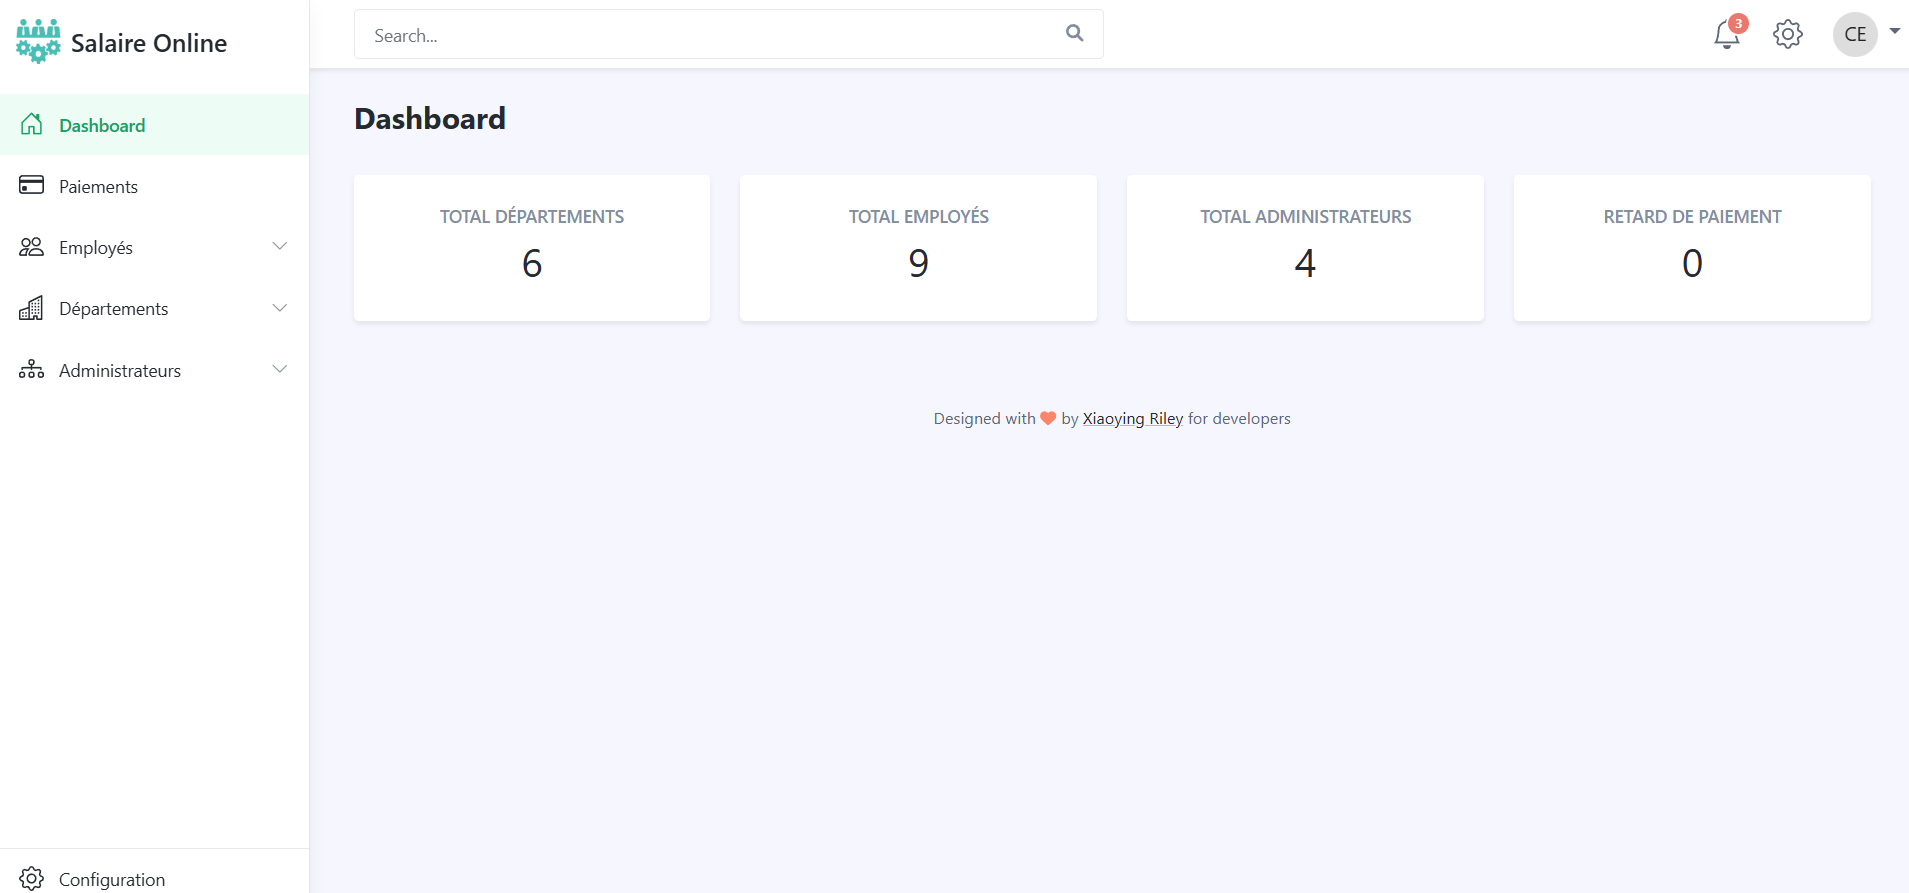 Salaire Online
Search...
3
CE
Dashboard
Paiements
Employés
Départements
Administrateurs
Configuration
Dashboard
TOTAL DÉPARTEMENTS
6
TOTAL EMPLOYÉS
9
TOTAL ADMINISTRATEURS
4
RETARD DE PAIEMENT
0
Designed with by Xiaoying Riley for developers